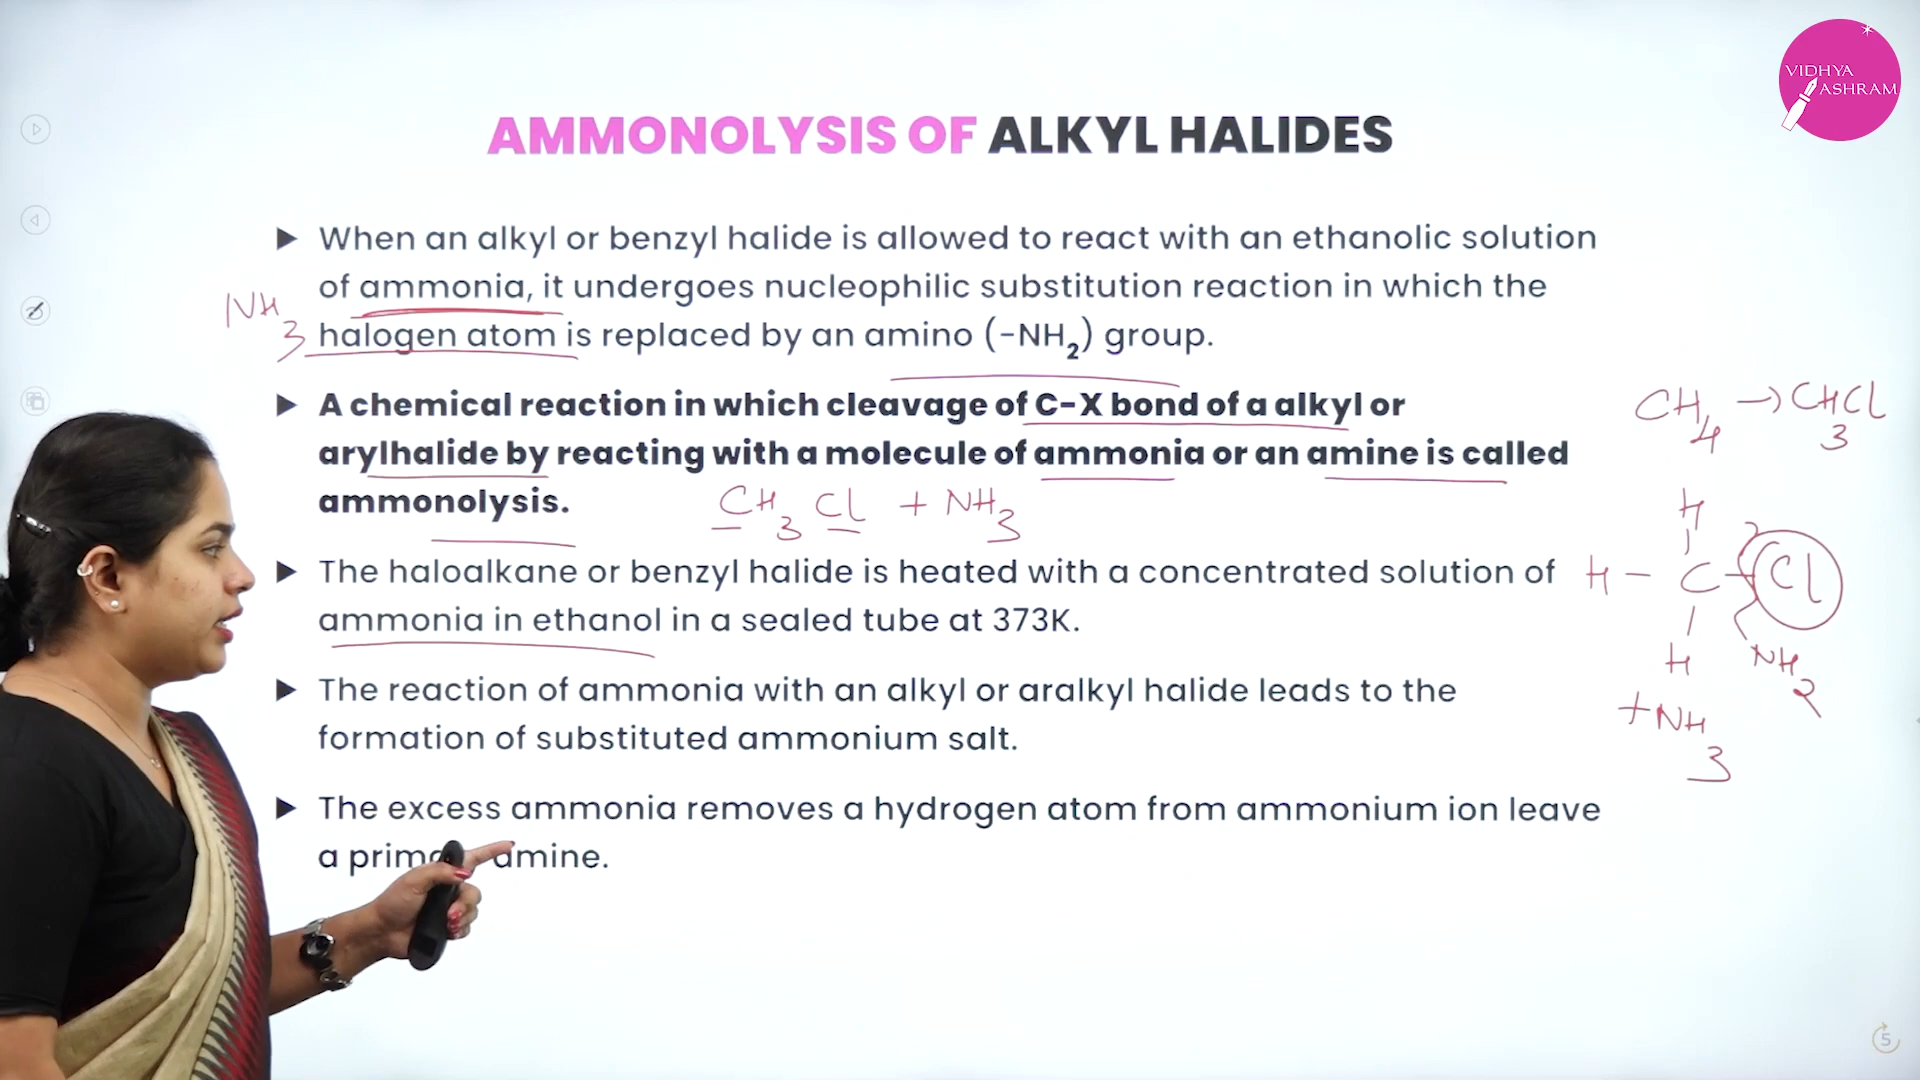 VIDHYA
ASHRAM
AMMONOLYSIS OF ALKYL HALIDES
▶ When an alkyl or benzyl halide is allowed to react with an ethanolic solution
of ammonia, it undergoes nucleophilic substitution reaction in which the
NH3
halogen atom is replaced by an amino (-NH₂) group.
▶ A chemical reaction in which cleavage of C-X bond of a alkyl or
arylhalide by reacting with a molecule of ammonia or an amine is called
ammonolysis.
CH3 Cl + NH3
CH4 → CH3Cl
▶ The haloalkane or benzyl halide is heated with a concentrated solution of
ammonia in ethanol in a sealed tube at 373K.
H
H - C - Cl
H
NH2
+ NH3
▶ The reaction of ammonia with an alkyl or aralkyl halide leads to the
formation of substituted ammonium salt.
▶ The excess ammonia removes a hydrogen atom from ammonium ion leave
a amine.
5